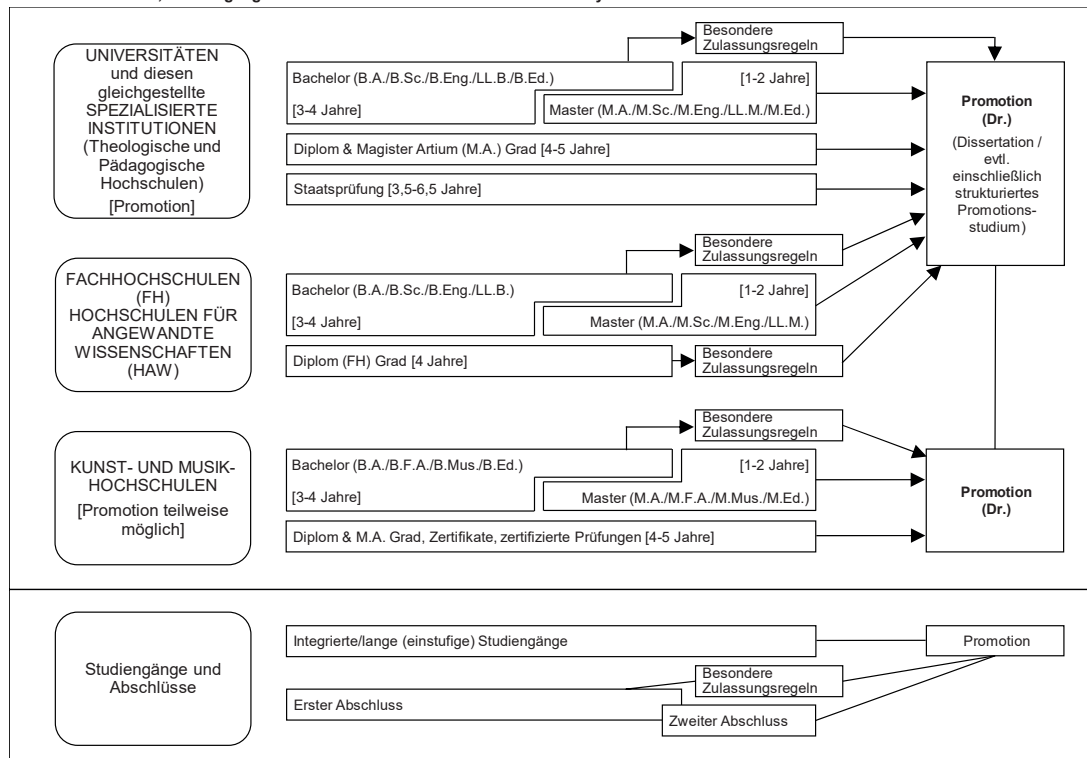 UNIVERSITÄTEN
und diesen
gleichgestellte
SPEZIALISIERTE
INSTITUTIONEN
(Theologische und
Pädagogische
Hochschulen)
[Promotion]
Besondere
Zulassungsregeln
Bachelor (B.A./B.Sc./B.Eng./LL.B./B.Ed.)
[3-4 Jahre]
[1-2 Jahre]
Master (M.A./M.Sc./M.Eng./LL.M./M.Ed.)
Diplom & Magister Artium (M.A.) Grad [4-5 Jahre]
Staatsprüfung [3,5-6,5 Jahre]
Promotion
(Dr.)
(Dissertation /
evtl.
einschließlich
strukturiertes
Promotions-
studium)
FACHHOCHSCHULEN
(FH)
HOCHSCHULEN FÜR
ANGEWANDTE
WISSENSCHAFTEN
(HAW)
Besondere
Zulassungsregeln
Bachelor (B.A./B.Sc./B.Eng./LL.B.)
[3-4 Jahre]
[1-2 Jahre]
Master (M.A./M.Sc./M.Eng./LL.M.)
Diplom (FH) Grad [4 Jahre]
Besondere
Zulassungsregeln
KUNST- UND MUSIK-
HOCHSCHULEN
[Promotion teilweise
möglich]
Besondere
Zulassungsregeln
Bachelor (B.A./B.F.A./B.Mus./B.Ed.)
[3-4 Jahre]
[1-2 Jahre]
Master (M.A./M.F.A./M.Mus./M.Ed.)
Diplom & M.A. Grad, Zertifikate, zertifizierte Prüfungen [4-5 Jahre]
Promotion
(Dr.)
Studiengänge und
Abschlüsse
Integrierte/lange (einstufige) Studiengänge
Promotion
Besondere
Zulassungsregeln
Erster Abschluss
Zweiter Abschluss